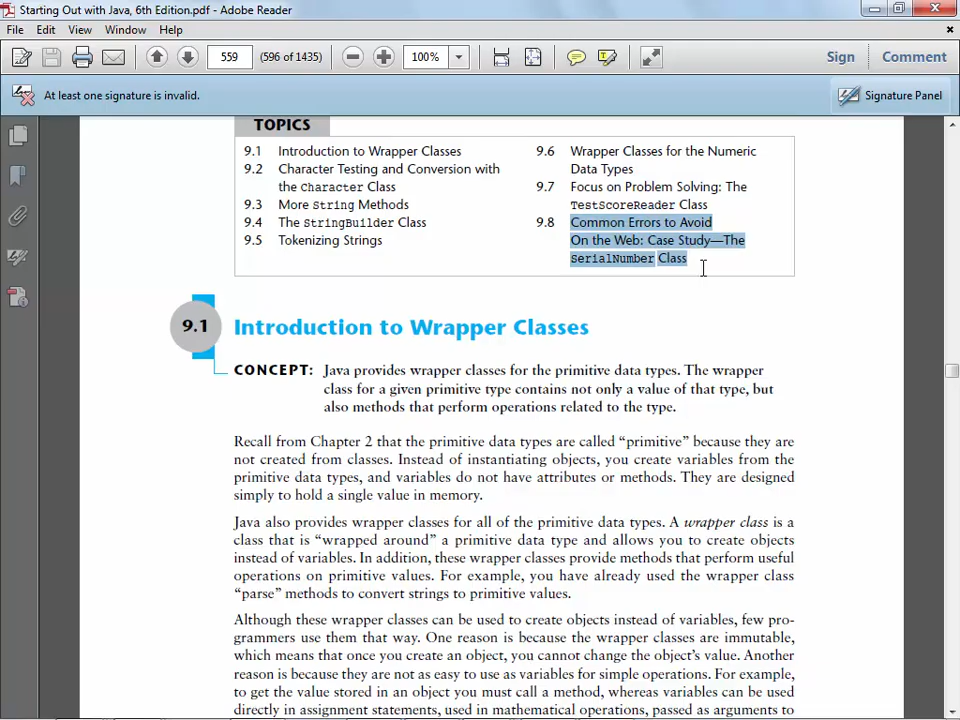 Starting Out with Java, 6th Edition.pdf - Adobe Reader
File Edit View Window Help
559 (596 of 1435) 100% Sign Comment
At least one signature is invalid. Signature Panel
TOPICS
9.1 Introduction to Wrapper Classes
9.2 Character Testing and Conversion with
the Character Class
9.3 More String Methods
9.4 The StringBuilder Class
9.5 Tokenizing Strings
9.6 Wrapper Classes for the Numeric
Data Types
9.7 Focus on Problem Solving: The
TestScoreReader Class
9.8 Common Errors to Avoid
On the Web: Case Study—The
SerialNumber Class
9.1 Introduction to Wrapper Classes
CONCEPT: Java provides wrapper classes for the primitive data types. The wrapper
class for a given primitive type contains not only a value of that type, but
also methods that perform operations related to the type.
Recall from Chapter 2 that the primitive data types are called “primitive” because they are
not created from classes. Instead of instantiating objects, you create variables from the
primitive data types, and variables do not have attributes or methods. They are designed
simply to hold a single value in memory.
Java also provides wrapper classes for all of the primitive data types. A wrapper class is a
class that is “wrapped around” a primitive data type and allows you to create objects
instead of variables. In addition, these wrapper classes provide methods that perform useful
operations on primitive values. For example, you have already used the wrapper class
“parse” methods to convert strings to primitive values.
Although these wrapper classes can be used to create objects instead of variables, few pro-
grammers use them that way. One reason is because the wrapper classes are immutable,
which means that once you create an object, you cannot change the object’s value. Another
reason is because they are not as easy to use as variables for simple operations. For example,
to get the value stored in an object you must call a method, whereas variables can be used
directly in assignment statements, used in mathematical operations, passed as arguments to